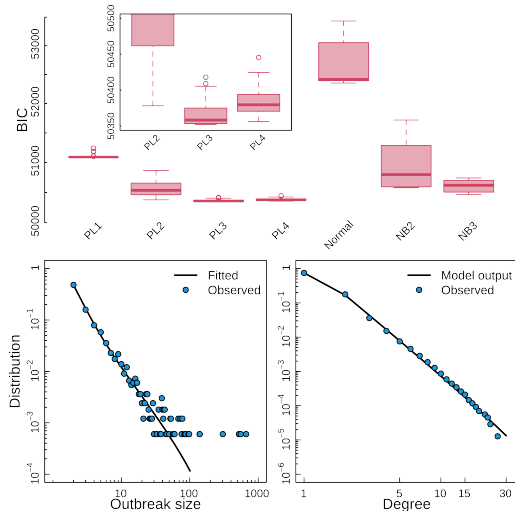 BIC
53000
52000
51000
50000
PL1
PL2
PL3
PL4
Normal
NB2
NB3
50500
50450
50400
50350
PL2
PL3
PL4
Distribution
1
10⁻¹
10⁻²
10⁻³
10⁻⁴
Fitted
Observed
10
100
1000
Outbreak size
1
10⁻¹
10⁻²
10⁻³
10⁻⁴
10⁻⁵
10⁻⁶
Model output
Observed
1
5
10
15
30
Degree